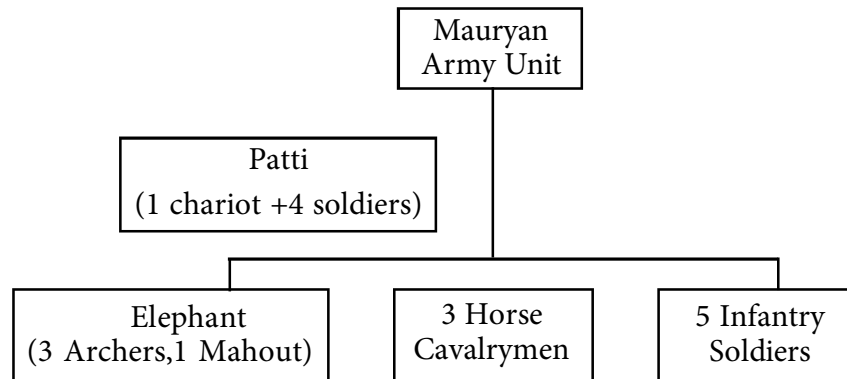 Mauryan
Army Unit
Patti
(1 chariot +4 soldiers)
Elephant
(3 Archers,1 Mahout)
3 Horse
Cavalrymen
5 Infantry
Soldiers